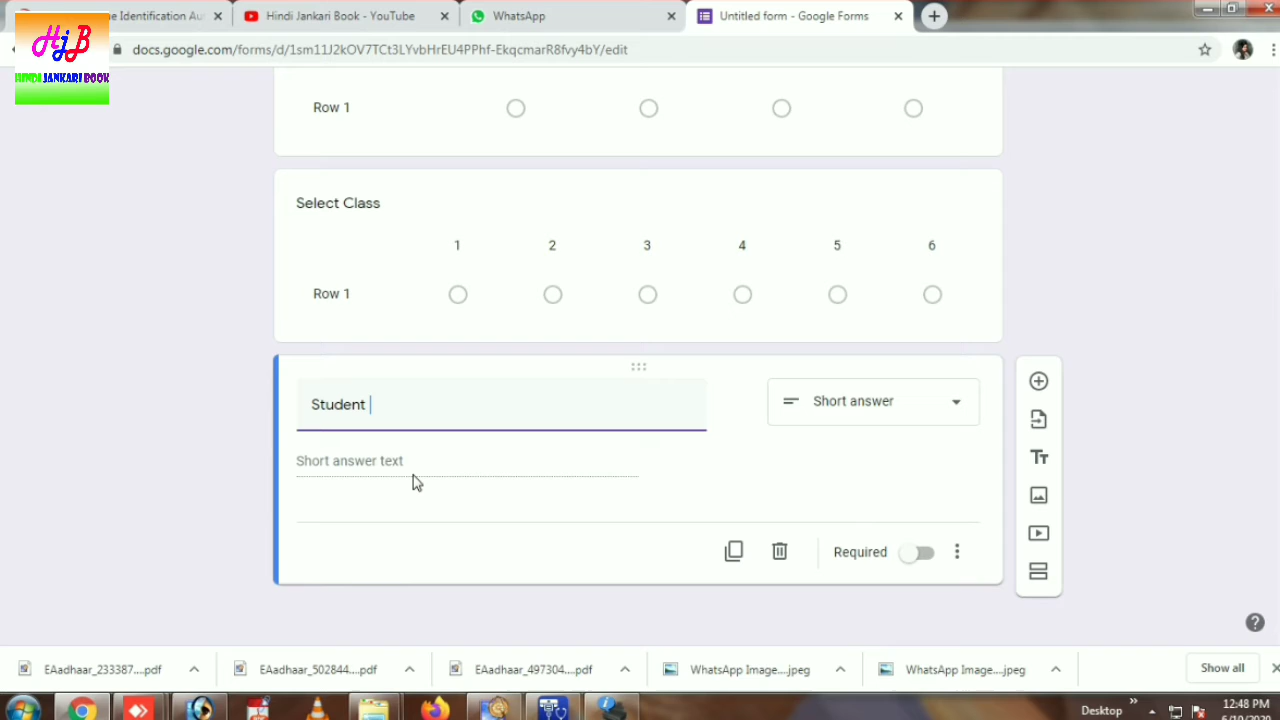 pe Identification Au
Hindi Jankari Book - YouTube
WhatsApp
Untitled form - Google Forms
HjB
HINDI JANKARI BOOK
docs.google.com/forms/d/1sm11J2kOV7TCt3LYvbHrEU4PPhf-EkqcmarR8fvy4bY/edit
Row 1
Select Class
1 2 3 4 5 6
Row 1
Student
Short answer
Short answer text
Required
EAadhaar_233387....pdf
EAadhaar_502844....pdf
EAadhaar_497304....pdf
WhatsApp Image....jpeg
WhatsApp Image....jpeg
Show all
Desktop
12:48 PM